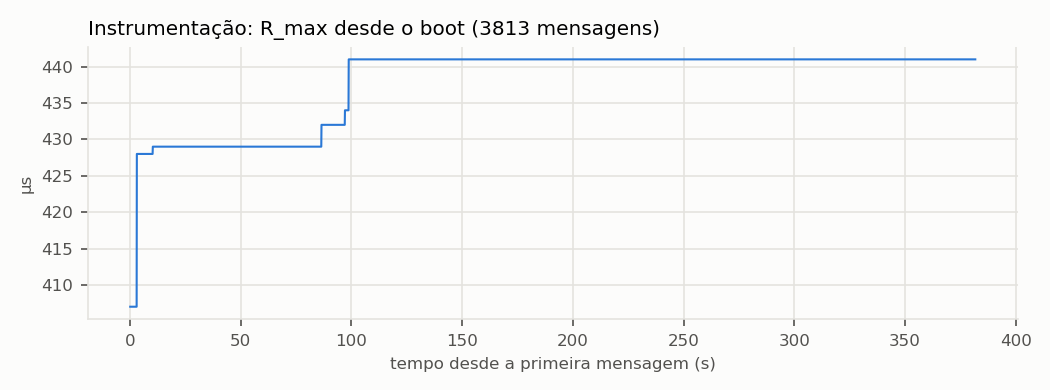 Instrumentação: R_max desde o boot (3813 mensagens)
440
435
430
425
420
415
410
µs
0 50 100 150 200 250 300 350 400
tempo desde a primeira mensagem (s)